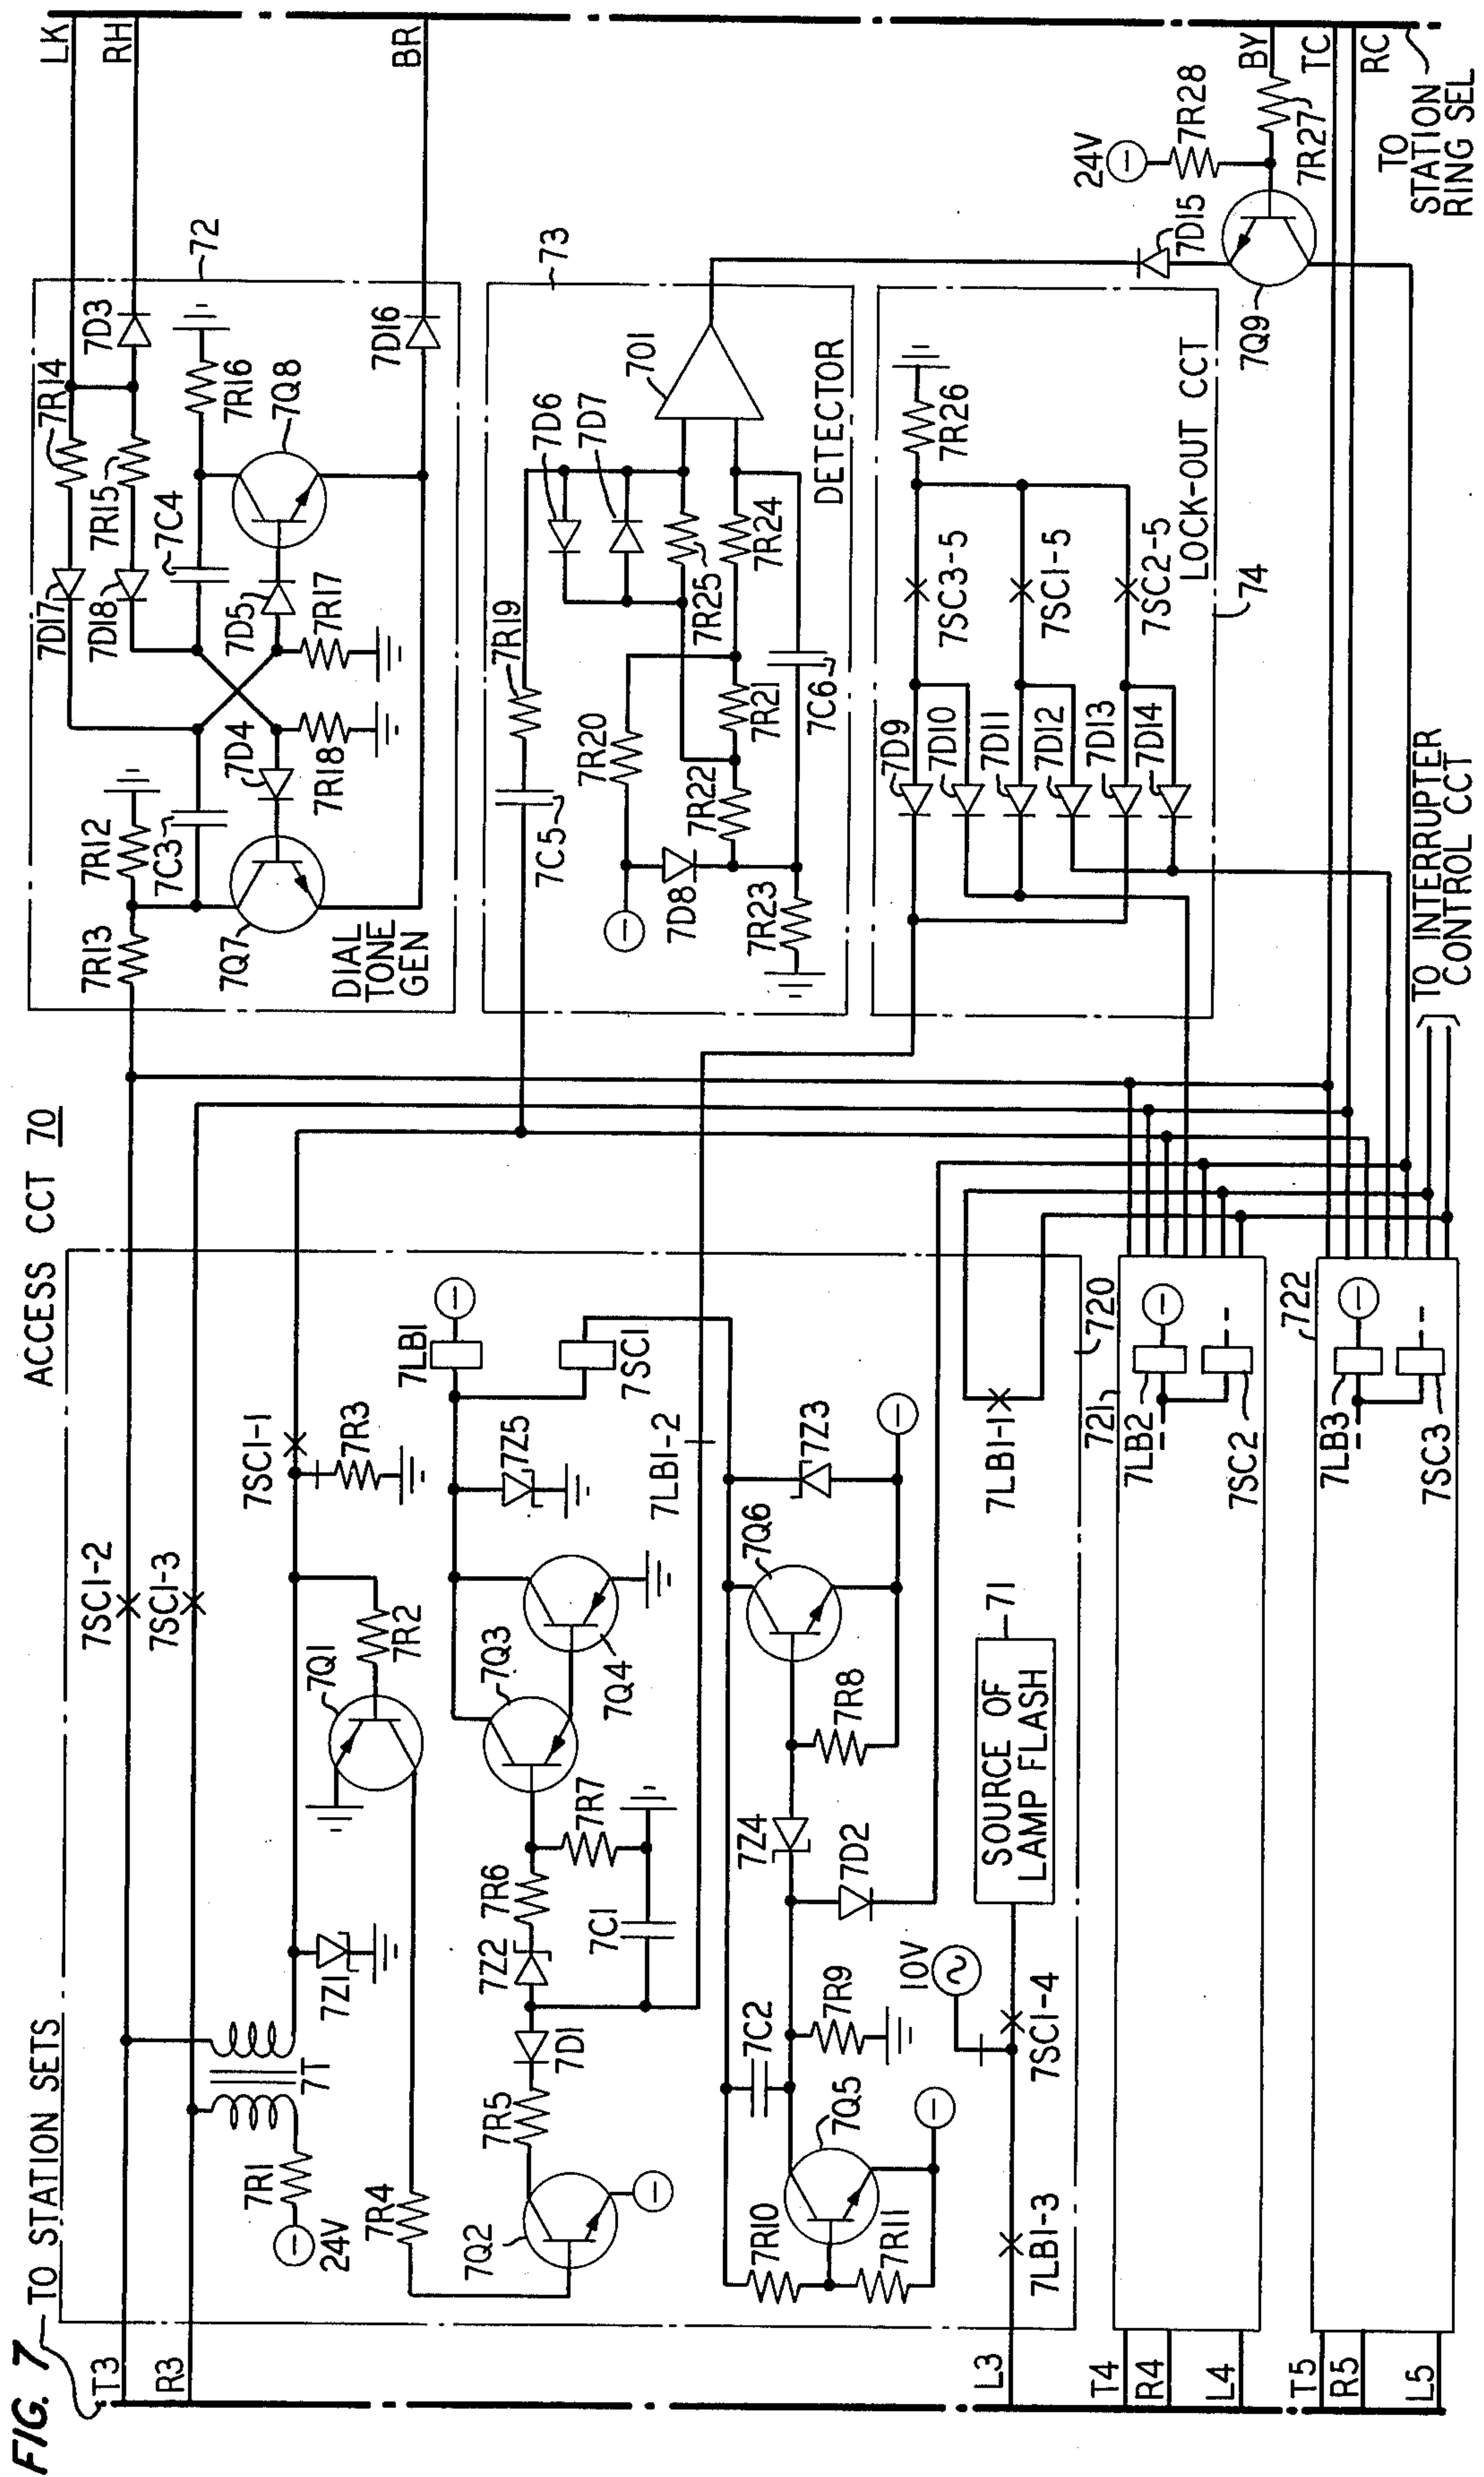 FIG. 7
TO STATION SETS
ACCESS CCT 70
T3
R3
7SC1-2
7SC1-3
7R1
24V
7T
7Z1
7Q1
7R2
7SC1-1
7R3
7R4
7Q2
7R5
7D1
7Z2
7R6
7R7
7C1
7Q3
7Q4
7Z5
7LB1
7SC1
7LB1-2
7R10
7R11
7Q5
7C2
7R9
7Z4
7D2
7R8
7Q6
7Z3
L3
7LB1-3
10V
7SC1-4
SOURCE OF
LAMP FLASH
71
7LB1-1
720
T4
R4
L4
721
7LB2
7SC2
T5
R5
L5
722
7LB3
7SC3
7R13
7R12
7C3
7Q7
DIAL
TONE
GEN
7D17
7D18
7R14
7R15
7C4
7D4
7R18
7D5
7R17
7D3
7R16
7Q8
7D16
72
LK
RH
BR
7C5
7R19
7D6
7D7
701
7R20
7R25
7R24
7R21
7R22
7D8
7R23
7C6
DETECTOR
73
7D9
7D10
7D11
7D12
7D13
7D14
7SC3-5
7SC1-5
7SC2-5
7R26
LOCK-OUT CCT
74
7D15
7Q9
24V
7R28
7R27
BY
TC
RC
TO
STATION
RING SEL
TO INTERRUPTER
CONTROL CCT